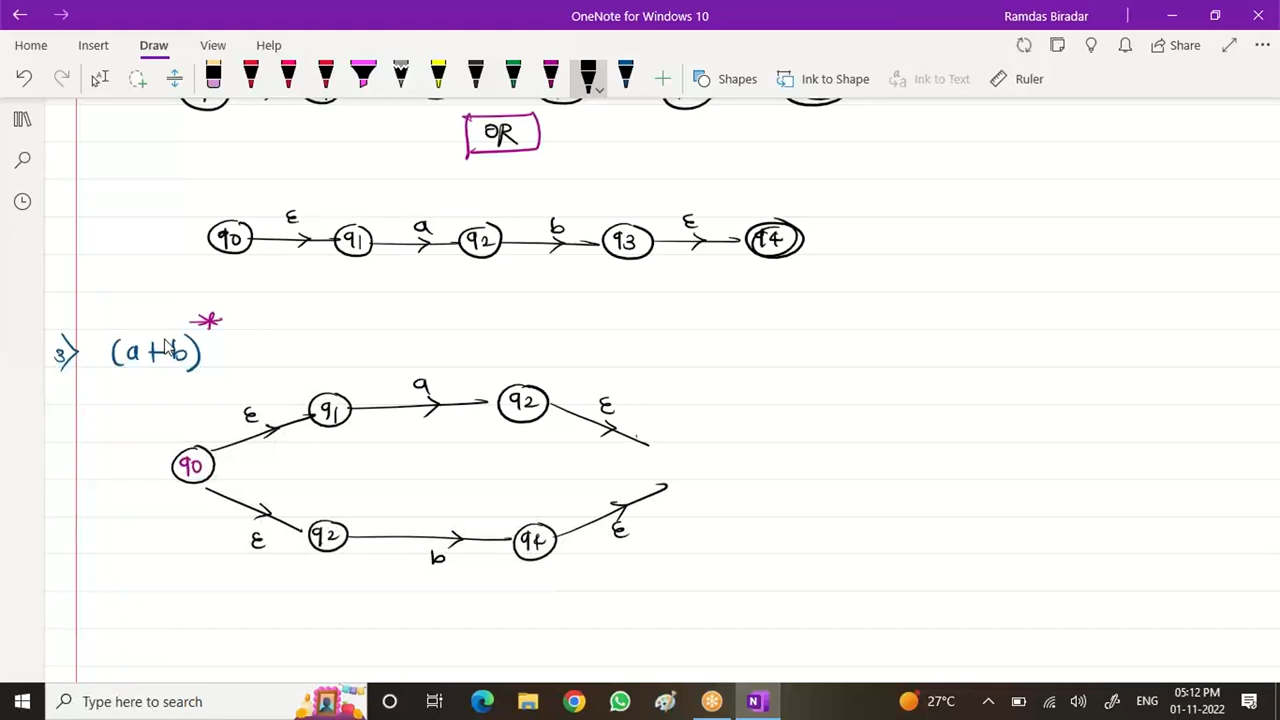 OneNote for Windows 10
Ramdas Biradar
Home Insert Draw View Help
Share
Shapes Ink to Shape Ink to Text Ruler
OR
q0 ε q1 a q2 b q3 ε q4
3> (a+b)*
q0 ε q1 a q2 ε
ε q2 b q4 ε
Type here to search
27°C ENG 05:12 PM
01-11-2022